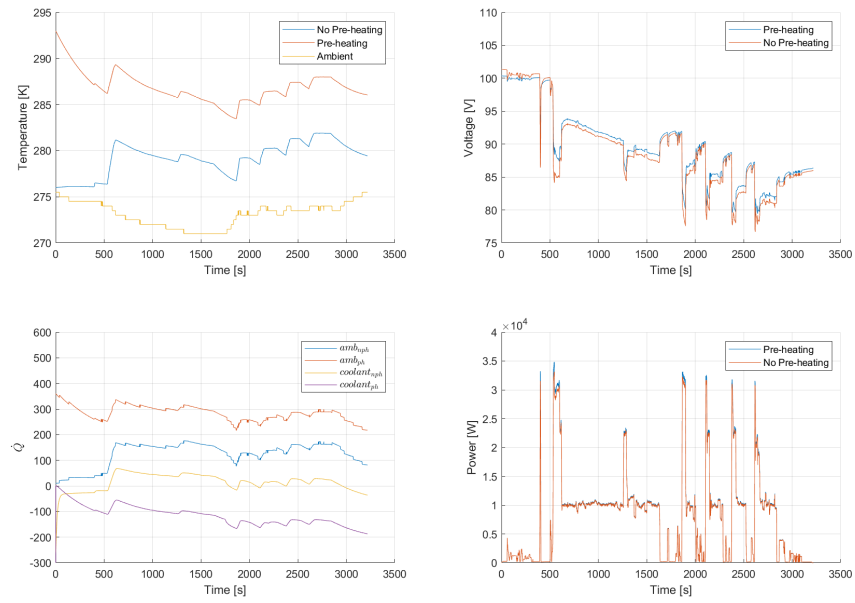 295
290
285
280
275
270
Temperature [K]
0 500 1000 1500 2000 2500 3000 3500
Time [s]
No Pre-heating
Pre-heating
Ambient
110
105
100
95
90
85
80
75
Voltage [V]
0 500 1000 1500 2000 2500 3000 3500
Time [s]
Pre-heating
No Pre-heating
600
500
400
300
200
100
0
-100
-200
-300
Q̇
0 500 1000 1500 2000 2500 3000 3500
Time [s]
amb_nph
amb_ph
coolant_nph
coolant_ph
×10^4
4
3.5
3
2.5
2
1.5
1
0.5
0
Power [W]
0 500 1000 1500 2000 2500 3000 3500
Time [s]
Pre-heating
No Pre-heating